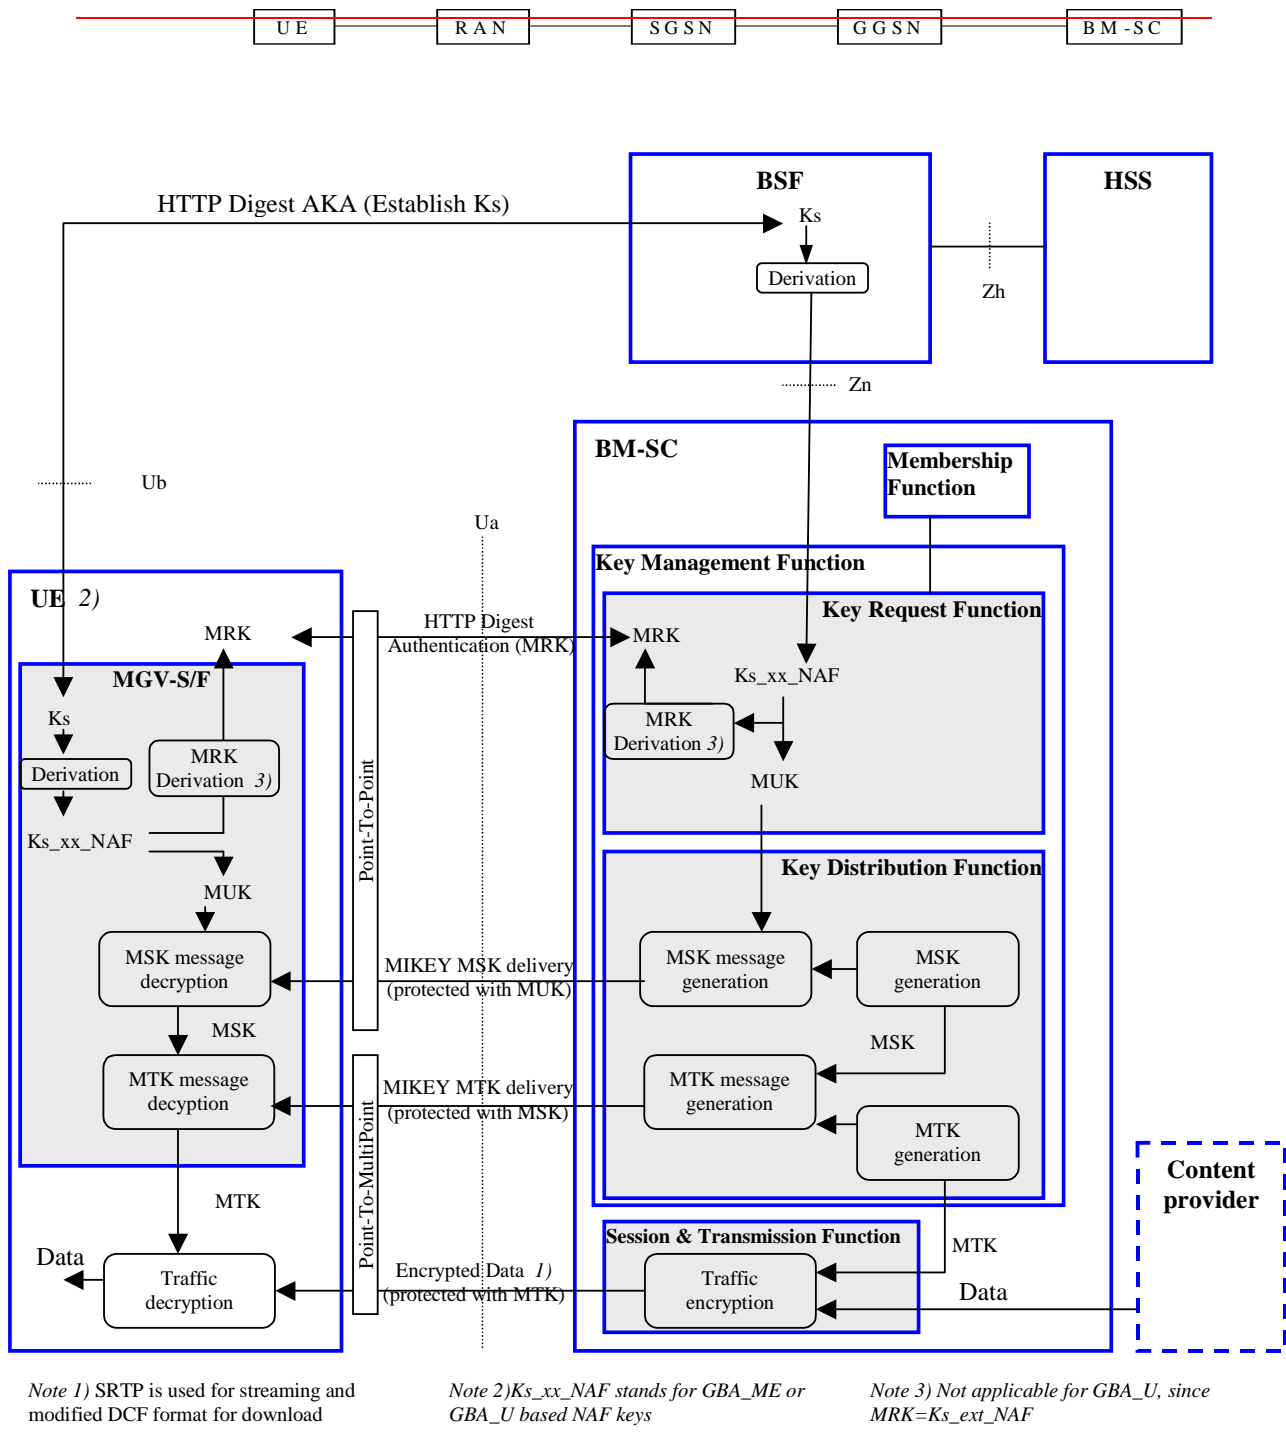 UE
RAN
SGSN
GGSN
BM-SC
BSF
HSS
HTTP Digest AKA (Establish Ks)
Ks
Derivation
Zh
Zn
BM-SC
Membership
Function
Ub
Ua
Key Management Function
UE 2)
Key Request Function
MRK
HTTP Digest
Authentication (MRK)
MRK
MGV-S/F
Ks_xx_NAF
Ks
MRK
Derivation 3)
MRK
Derivation 3)
Derivation
MUK
Ks_xx_NAF
Point-To-Point
MUK
Key Distribution Function
MSK message
decryption
MIKEY MSK delivery
(protected with MUK)
MSK message
generation
MSK
generation
MSK
MSK
MTK message
decyption
MIKEY MTK delivery
(protected with MSK)
MTK message
generation
MTK
generation
Point-To-MultiPoint
Content
provider
MTK
Session & Transmission Function
MTK
Data
Traffic
decryption
Encrypted Data 1)
(protected with MTK)
Traffic
encryption
Data
Note 1) SRTP is used for streaming and
modified DCF format for download
Note 2)Ks_xx_NAF stands for GBA_ME or
GBA_U based NAF keys
Note 3) Not applicable for GBA_U, since
MRK=Ks_ext_NAF